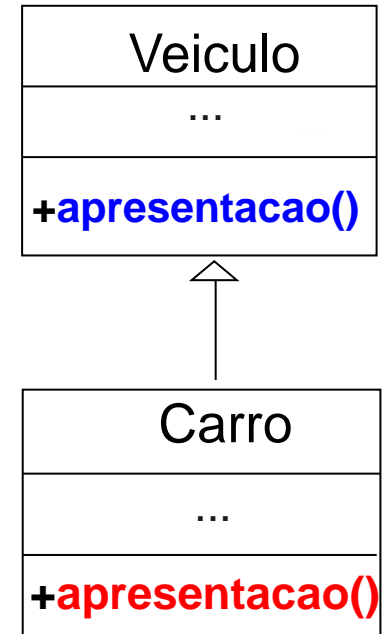 Veiculo
...
+apresentacao()
Carro
...
+apresentacao()